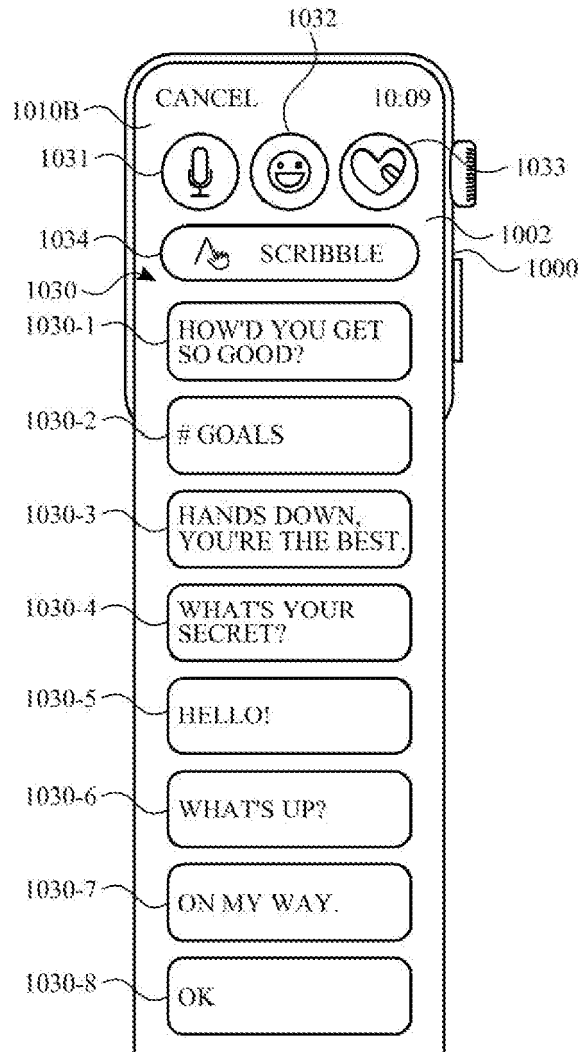 1032
CANCEL 10:09
1010B
1031
1033
1034
SCRIBBLE
1002
1000
1030
1030-1
HOW'D YOU GET
SO GOOD?
1030-2
# GOALS
1030-3
HANDS DOWN,
YOU'RE THE BEST.
1030-4
WHAT'S YOUR
SECRET?
1030-5
HELLO!
1030-6
WHAT'S UP?
1030-7
ON MY WAY.
1030-8
OK